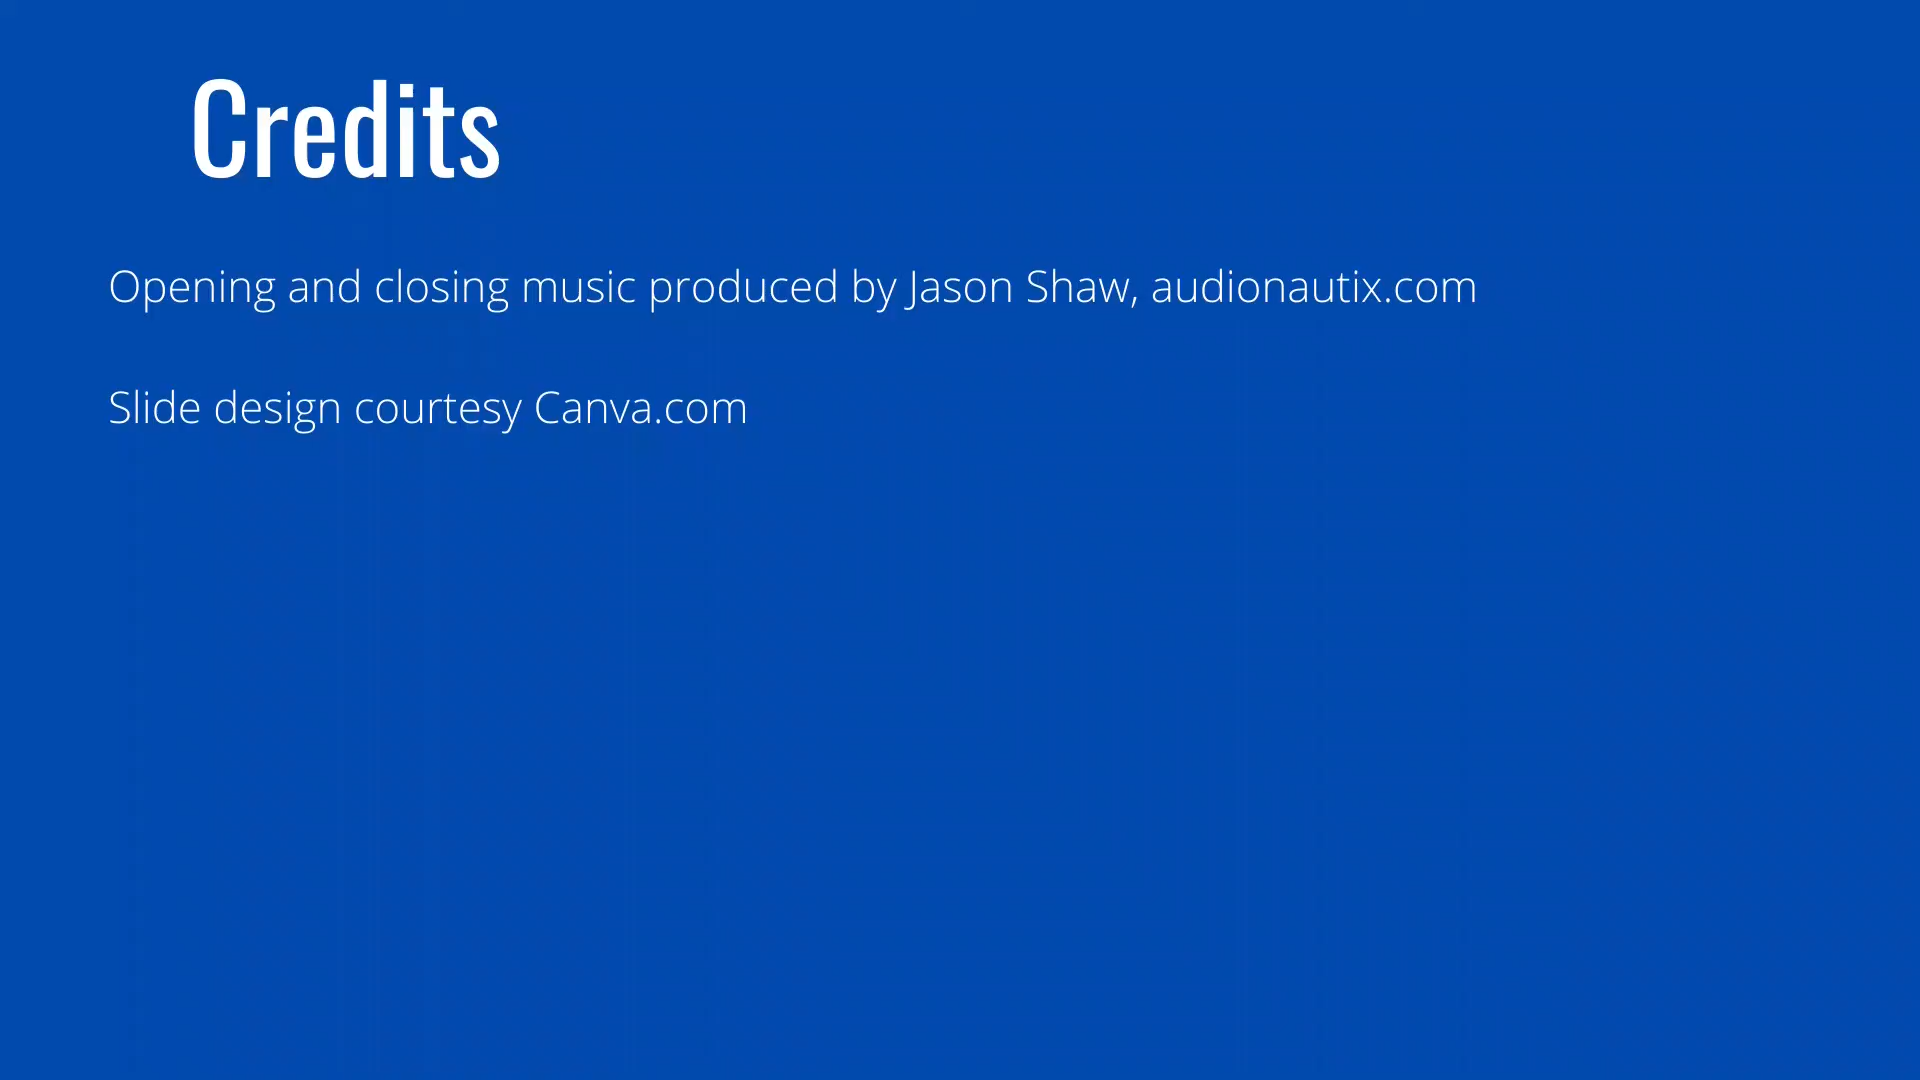 Credits
Opening and closing music produced by Jason Shaw, audionautix.com
Slide design courtesy Canva.com